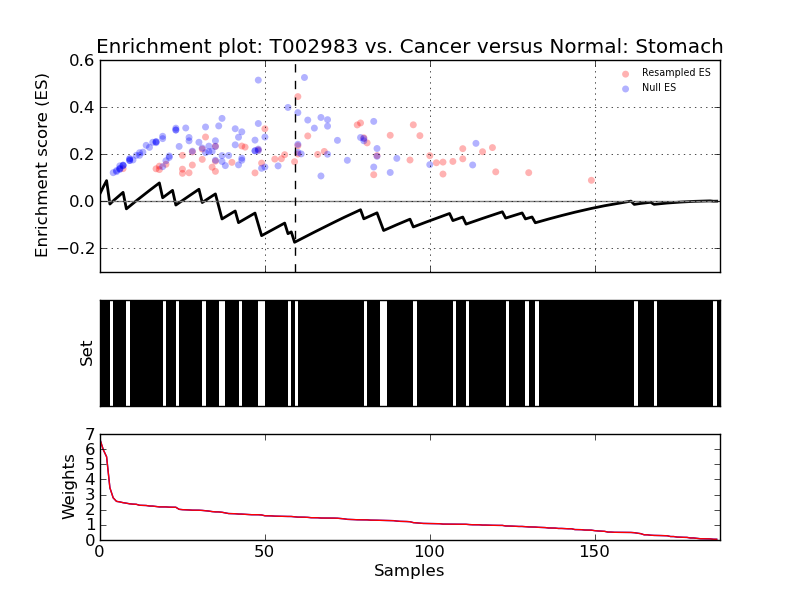 Enrichment plot: T002983 vs. Cancer versus Normal: Stomach
Enrichment score (ES)
0.6
0.4
0.2
0.0
−0.2
Resampled ES
Null ES
Set
Weights
7
6
5
4
3
2
1
0
0 50 100 150
Samples